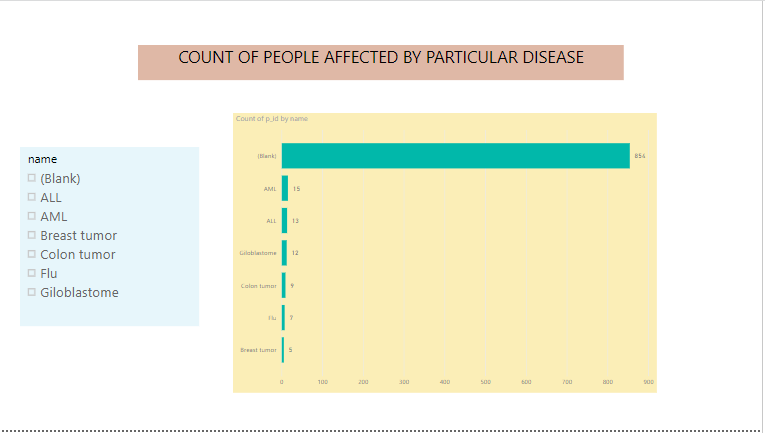 COUNT OF PEOPLE AFFECTED BY PARTICULAR DISEASE
name
(Blank)
ALL
AML
Breast tumor
Colon tumor
Flu
Giloblastome
Count of p_id by name
(Blank) 854
AML 15
ALL 13
Giloblastome 12
Colon tumor 9
Flu 7
Breast tumor 5
0 100 200 300 400 500 600 700 800 900